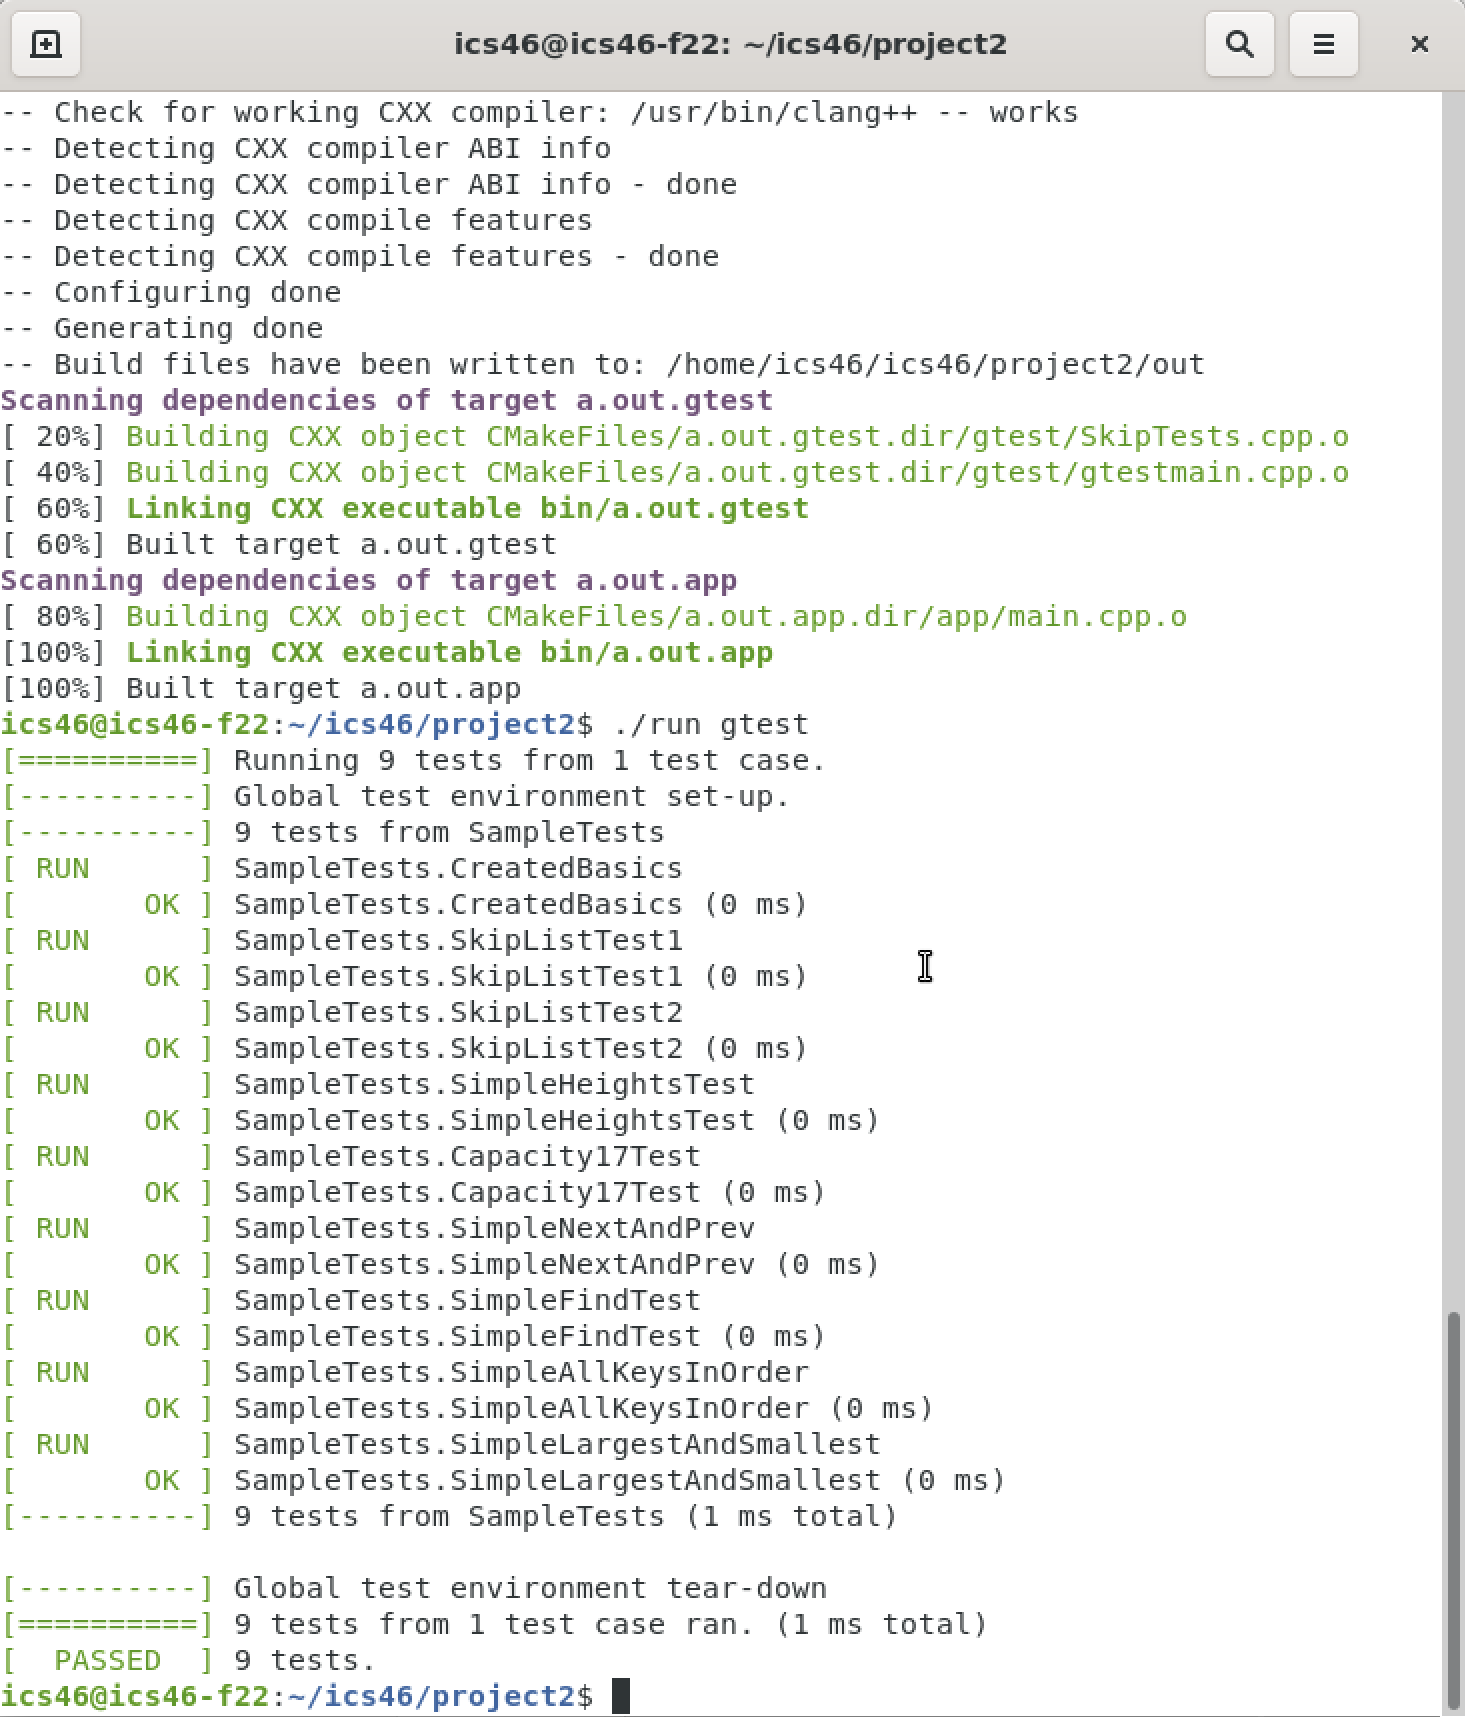 ics46@ics46-f22: ~/ics46/project2
-- Check for working CXX compiler: /usr/bin/clang++ -- works
-- Detecting CXX compiler ABI info
-- Detecting CXX compiler ABI info - done
-- Detecting CXX compile features
-- Detecting CXX compile features - done
-- Configuring done
-- Generating done
-- Build files have been written to: /home/ics46/ics46/project2/out
Scanning dependencies of target a.out.gtest
[ 20%] Building CXX object CMakeFiles/a.out.gtest.dir/gtest/SkipTests.cpp.o
[ 40%] Building CXX object CMakeFiles/a.out.gtest.dir/gtest/gtestmain.cpp.o
[ 60%] Linking CXX executable bin/a.out.gtest
[ 60%] Built target a.out.gtest
Scanning dependencies of target a.out.app
[ 80%] Building CXX object CMakeFiles/a.out.app.dir/app/main.cpp.o
[100%] Linking CXX executable bin/a.out.app
[100%] Built target a.out.app
ics46@ics46-f22:~/ics46/project2$ ./run gtest
[==========] Running 9 tests from 1 test case.
[----------] Global test environment set-up.
[----------] 9 tests from SampleTests
[ RUN      ] SampleTests.CreatedBasics
[       OK ] SampleTests.CreatedBasics (0 ms)
[ RUN      ] SampleTests.SkipListTest1
[       OK ] SampleTests.SkipListTest1 (0 ms)
[ RUN      ] SampleTests.SkipListTest2
[       OK ] SampleTests.SkipListTest2 (0 ms)
[ RUN      ] SampleTests.SimpleHeightsTest
[       OK ] SampleTests.SimpleHeightsTest (0 ms)
[ RUN      ] SampleTests.Capacity17Test
[       OK ] SampleTests.Capacity17Test (0 ms)
[ RUN      ] SampleTests.SimpleNextAndPrev
[       OK ] SampleTests.SimpleNextAndPrev (0 ms)
[ RUN      ] SampleTests.SimpleFindTest
[       OK ] SampleTests.SimpleFindTest (0 ms)
[ RUN      ] SampleTests.SimpleAllKeysInOrder
[       OK ] SampleTests.SimpleAllKeysInOrder (0 ms)
[ RUN      ] SampleTests.SimpleLargestAndSmallest
[       OK ] SampleTests.SimpleLargestAndSmallest (0 ms)
[----------] 9 tests from SampleTests (1 ms total)
[----------] Global test environment tear-down
[==========] 9 tests from 1 test case ran. (1 ms total)
[  PASSED  ] 9 tests.
ics46@ics46-f22:~/ics46/project2$